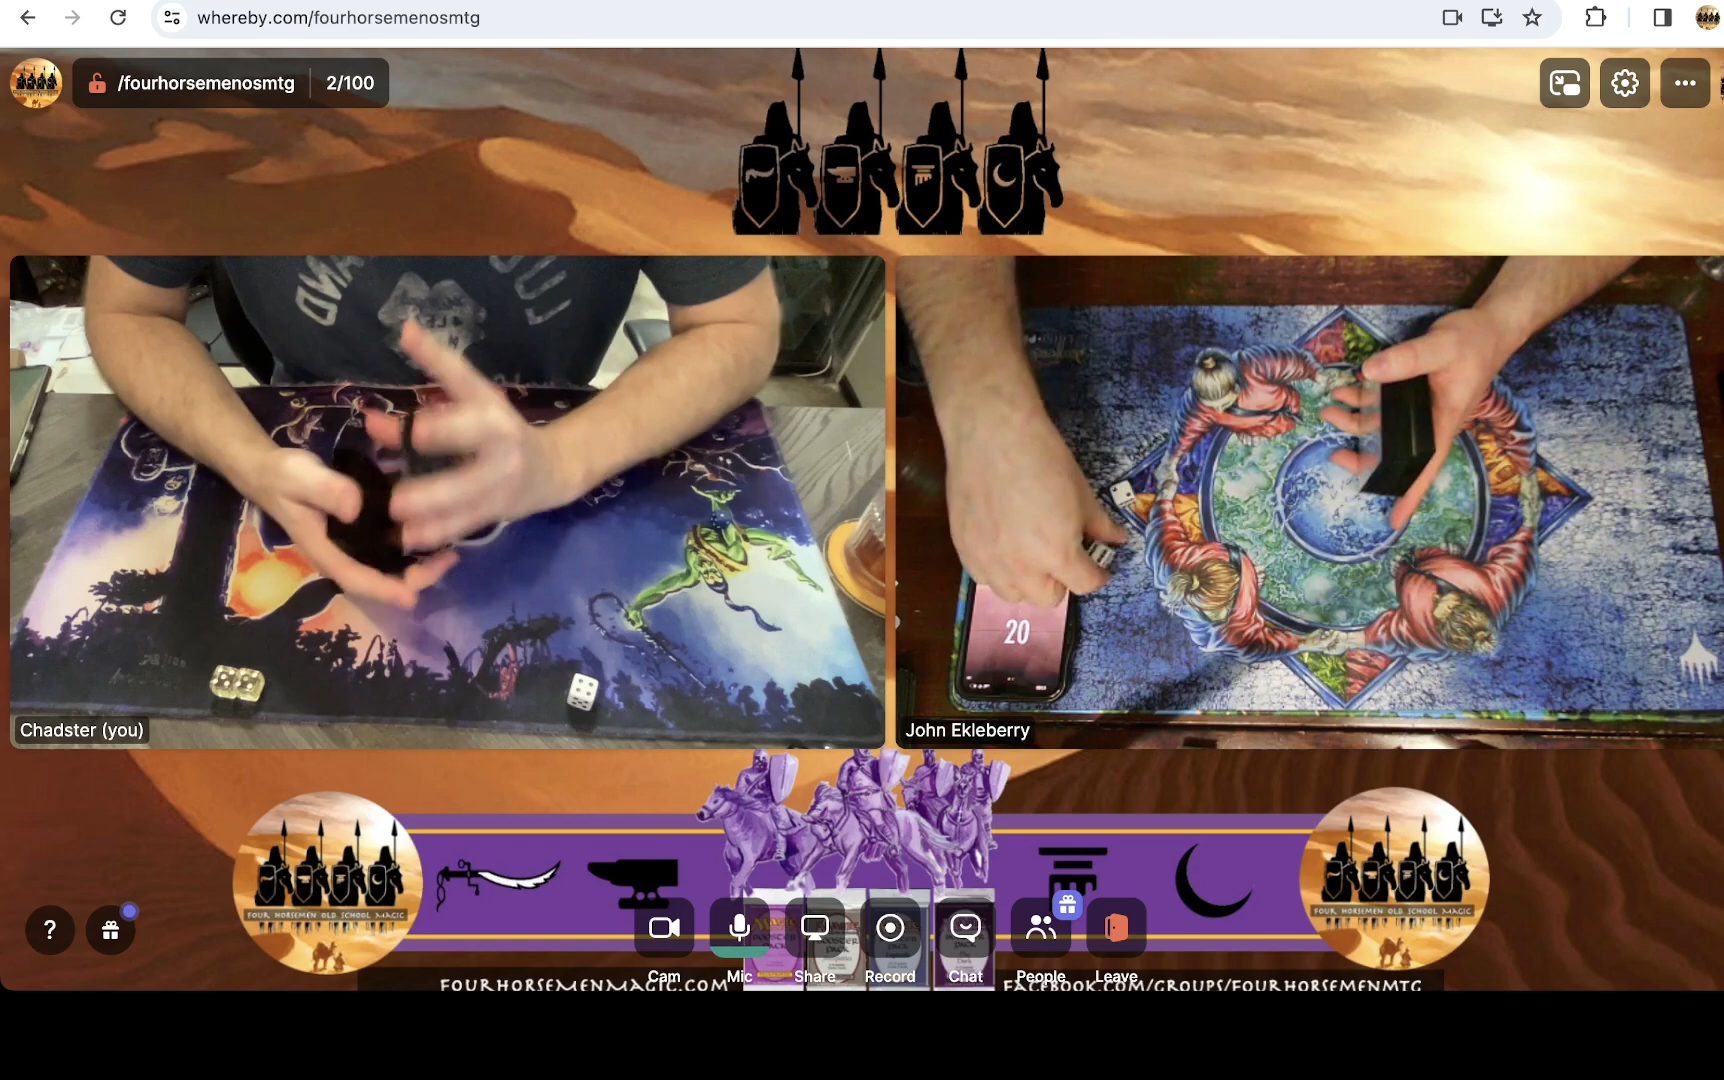 whereby.com/fourhorsemenosmtg
/fourhorsemenosmtg 2/100
20
Chadster (you)
John Ekleberry
FOUR HORSEMEN OLD SCHOOL MAGIC
FOUR HORSEMEN OLD SCHOOL MAGIC
?
Cam
Mic
Share
Record
Chat
People
Leave
FOURHORSEMENMAGIC.COM
FACEBOOK.COM/GROUPS/FOURHORSEMENMTG